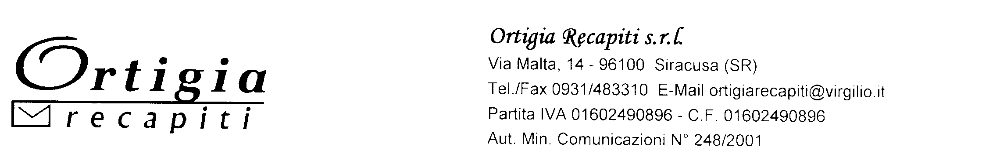 Ortigia
recapiti
Ortigia Recapiti s.r.l.
Via Malta, 14 - 96100 Siracusa (SR)
Tel./Fax 0931/483310 E-Mail ortigiarecapiti@virgilio.it
Partita IVA 01602490896 - C.F. 01602490896
Aut. Min. Comunicazioni N° 248/2001